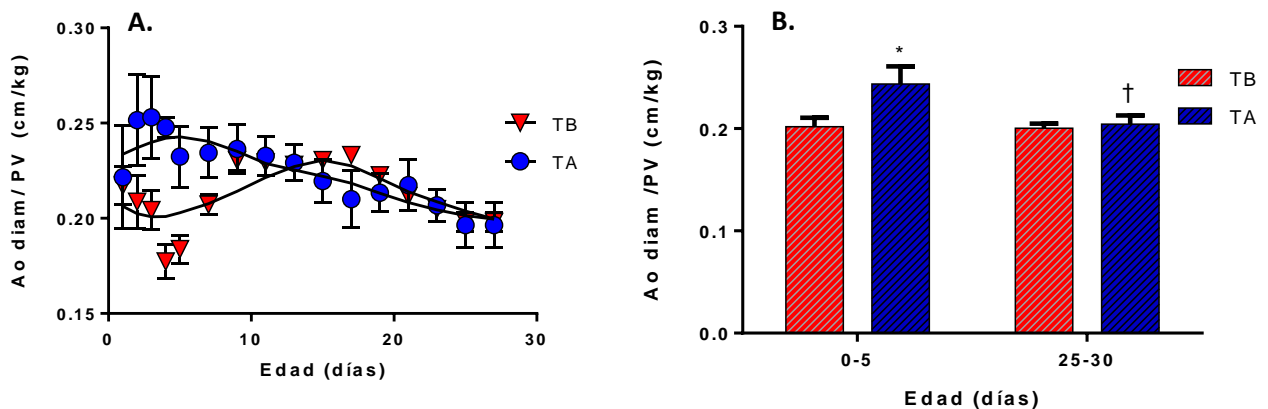 A.
0.30
0.25
0.20
0.15
Ao diam / PV (cm/kg)
0
10
20
30
Edad (días)
TB
TA
B.
0.3
0.2
0.1
0.0
Ao diam /PV (cm/kg)
*
†
0-5
25-30
Edad (días)
TB
TA